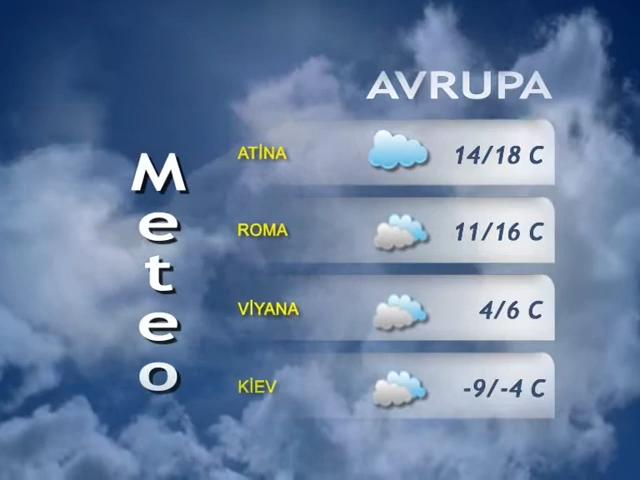 AVRUPA
Meteo
ATİNA 14/18 C
ROMA 11/16 C
VİYANA 4/6 C
KİEV -9/-4 C